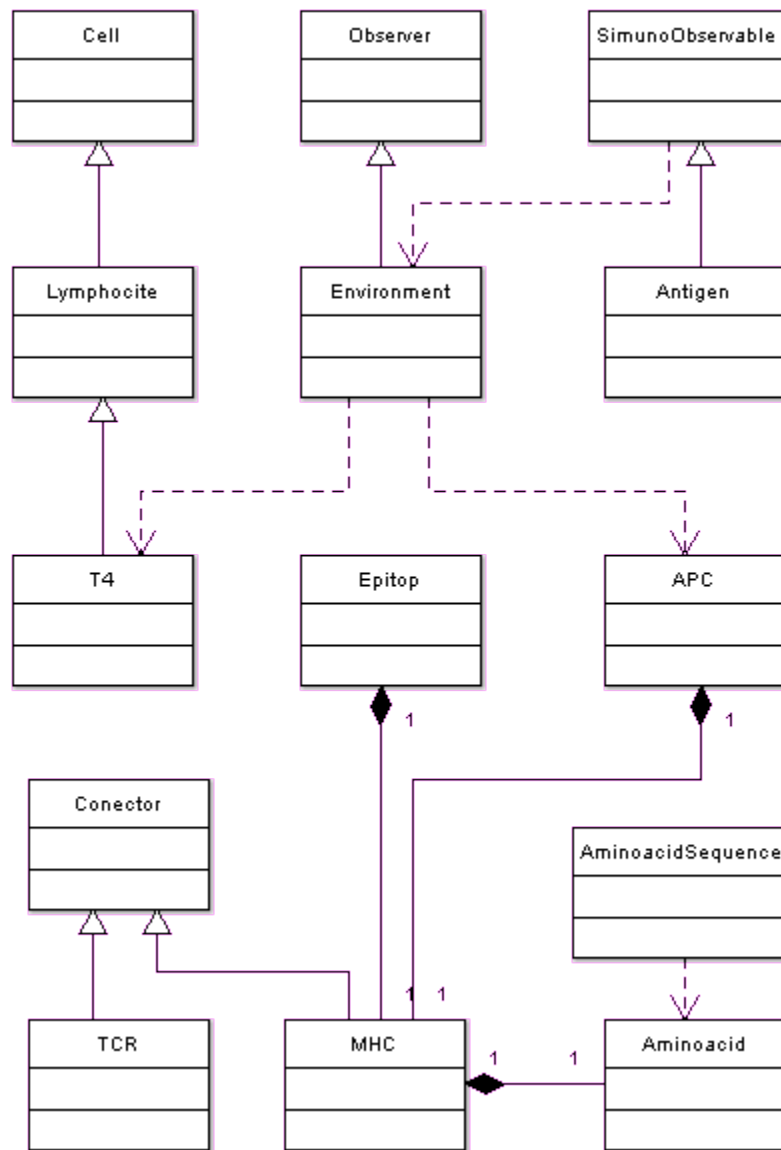 Cell
Observer
SimunoObservable
Lymphocite
Environment
Antigen
T4
Epitop
APC
1
1
Conector
AminoacidSequence
1
1
TCR
MHC
Aminoacid
1
1